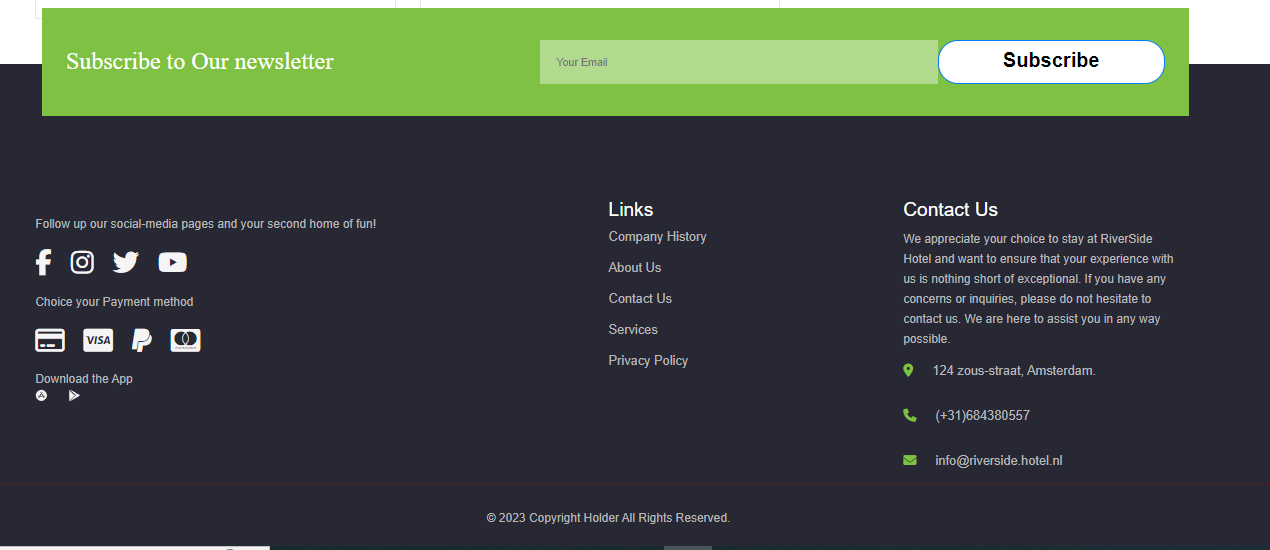 Subscribe to Our newsletter
Your Email
Subscribe
Follow up our social-media pages and your second home of fun!
Choice your Payment method
VISA
Download the App
Links
Company History
About Us
Contact Us
Services
Privacy Policy
Contact Us
We appreciate your choice to stay at RiverSide
Hotel and want to ensure that your experience with
us is nothing short of exceptional. If you have any
concerns or inquiries, please do not hesitate to
contact us. We are here to assist you in any way
possible.
124 zous-straat, Amsterdam.
(+31)684380557
info@riverside.hotel.nl
© 2023 Copyright Holder All Rights Reserved.